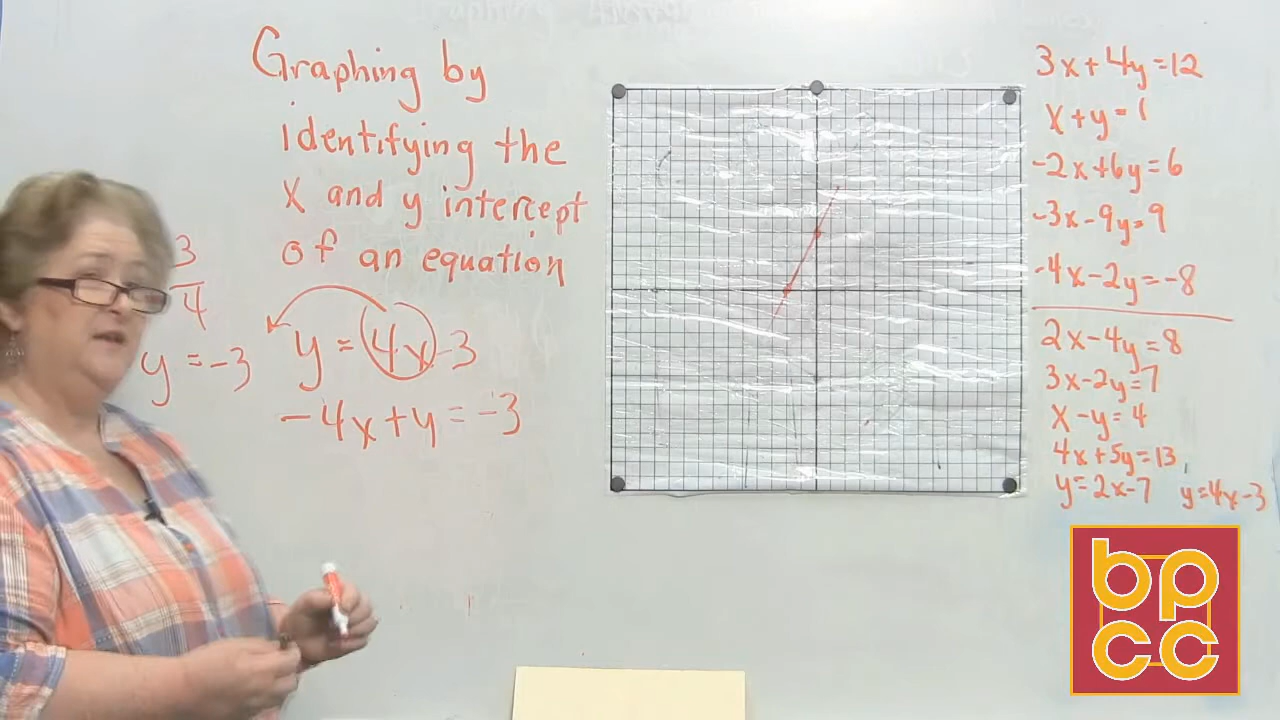 Graphing by
identifying the
x and y intercept
of an equation
3
4
y = -3
y = 4x - 3
-4x + y = -3
3x + 4y = 12
x + y = 1
-2x + 6y = 6
-3x - 9y = 9
-4x - 2y = -8
2x - 4y = 8
3x - 2y = 7
x - y = 4
4x + 5y = 13
y = 2x - 7 y = 4x - 3
bp
cc